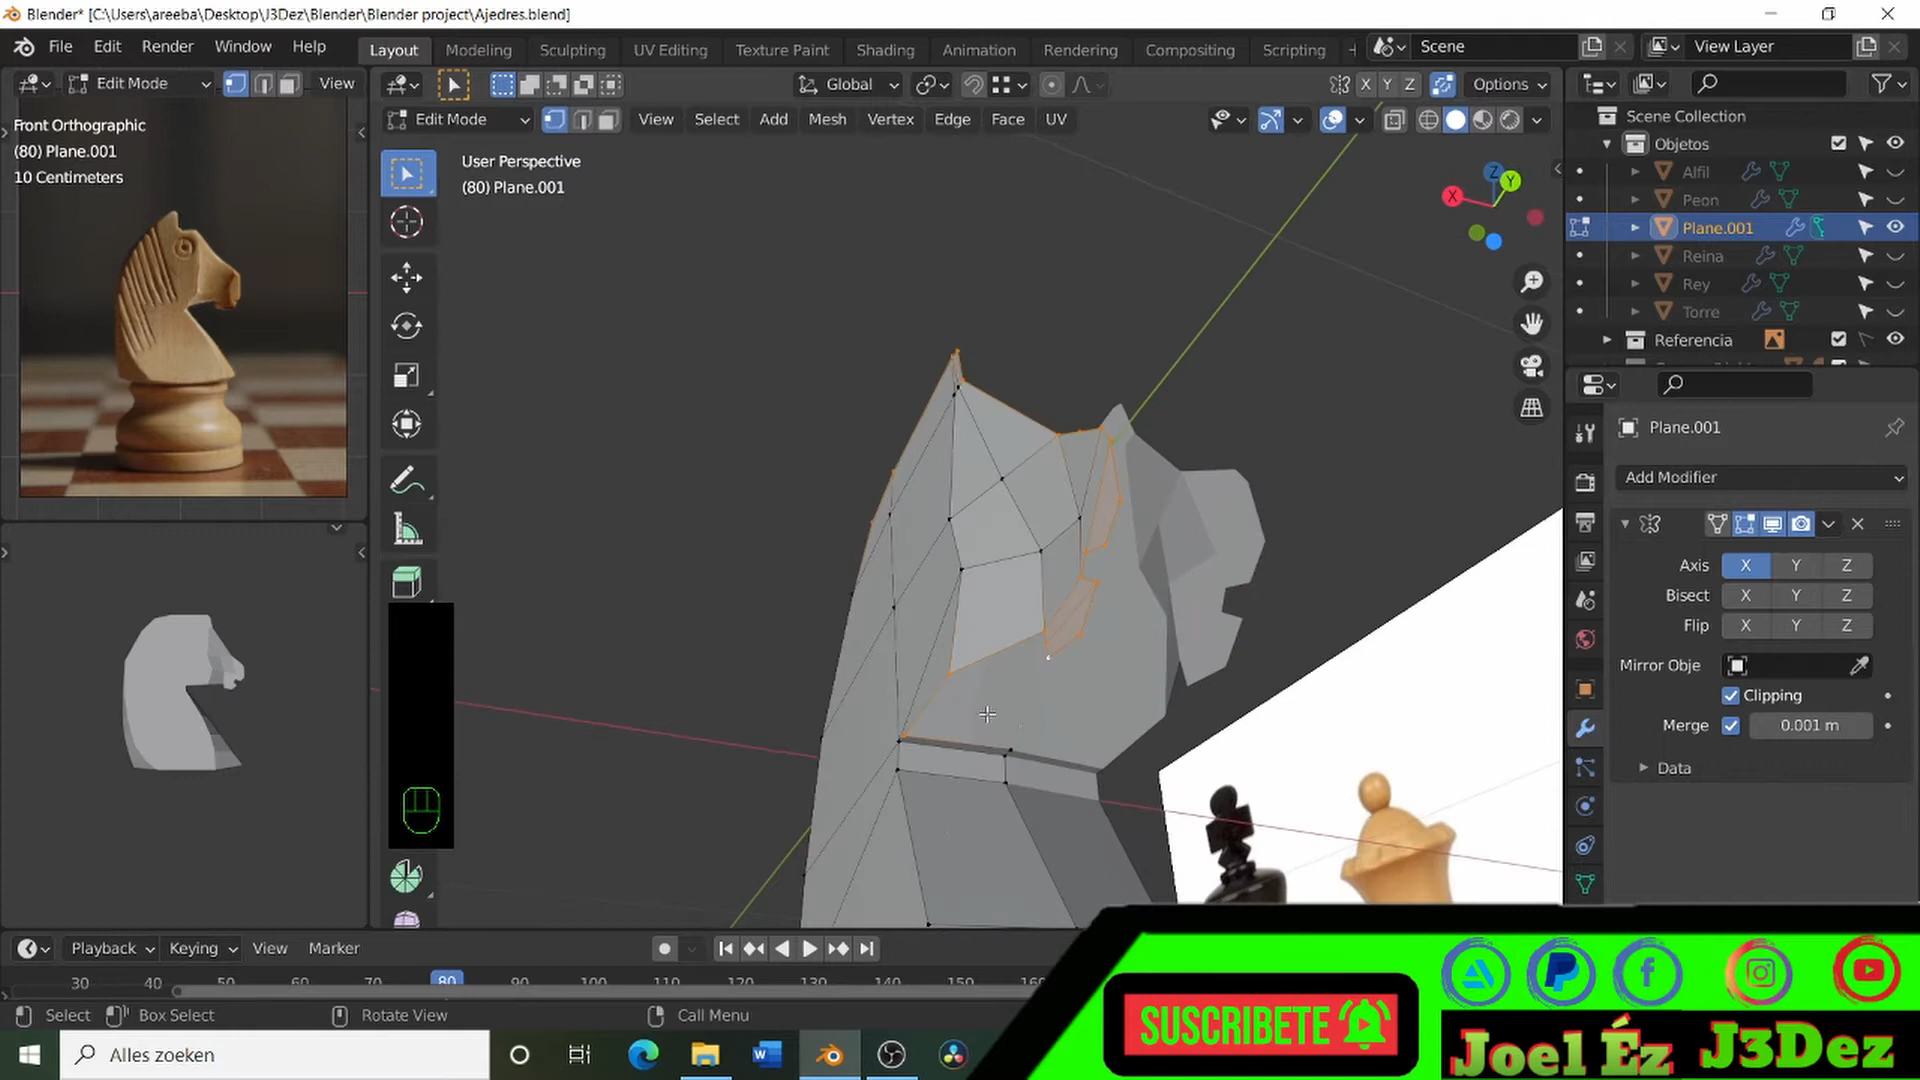 Blender* [C:\Users\areeba\Desktop\J3Dez\Blender\Blender project\Ajedres.blend]
File Edit Render Window Help
Layout Modeling Sculpting UV Editing Texture Paint Shading Animation Rendering Compositing Scripting
Scene
View Layer
Edit Mode
View
Global
X Y Z
Options
Edit Mode View Select Add Mesh Vertex Edge Face UV
Front Orthographic
(80) Plane.001
10 Centimeters
User Perspective
(80) Plane.001
Z
Y
X
Scene Collection
Objetos
Alfil
Peon
Plane.001
Reina
Rey
Torre
Referencia
Plane.001
Add Modifier
Axis X Y Z
Bisect X Y Z
Flip X Y Z
Mirror Obje
Clipping
Merge 0.001 m
Data
Playback Keying View Marker
30 40 50 60 70 80 90 100 110 120 130 140 150 160
Select Box Select Rotate View Call Menu
Alles zoeken
SUSCRIBETE
Joel Éz J3Dez